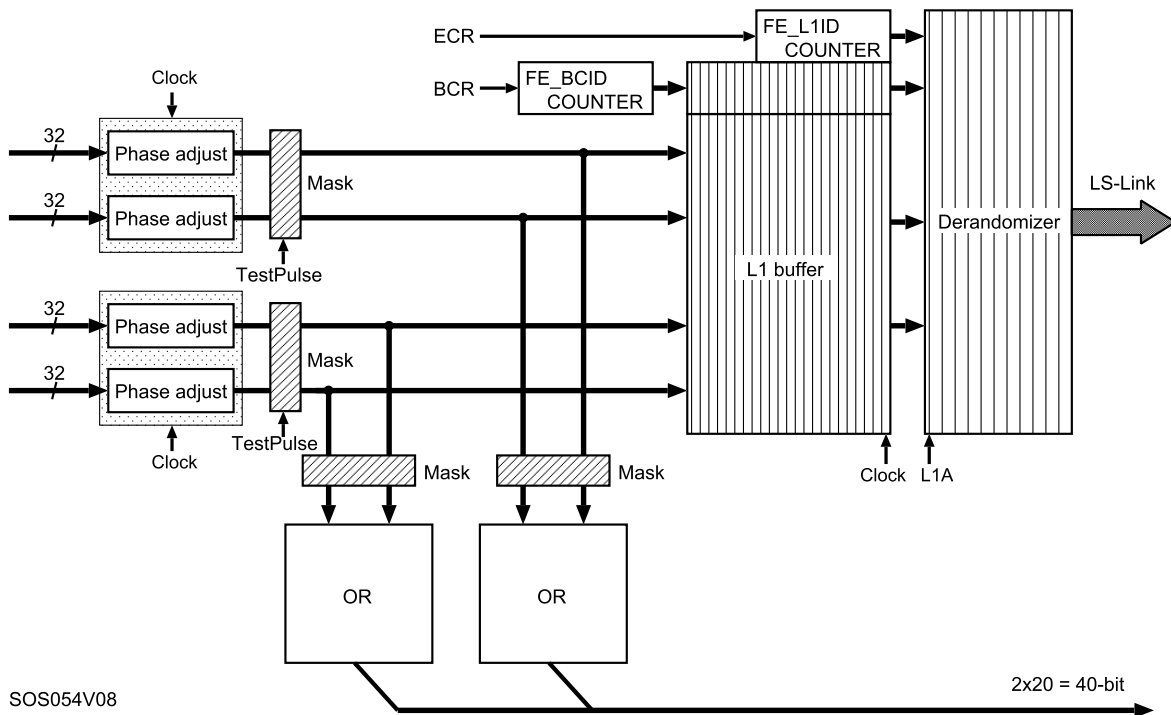 ECR
FE_L1ID
COUNTER
BCR
FE_BCID
COUNTER
Clock
32
Phase adjust
Mask
32
Phase adjust
TestPulse
LS-Link
Derandomizer
L1 buffer
32
Phase adjust
Mask
32
Phase adjust
TestPulse
Clock
Mask
Mask
Clock
L1A
OR
OR
2x20 = 40-bit
SOS054V08